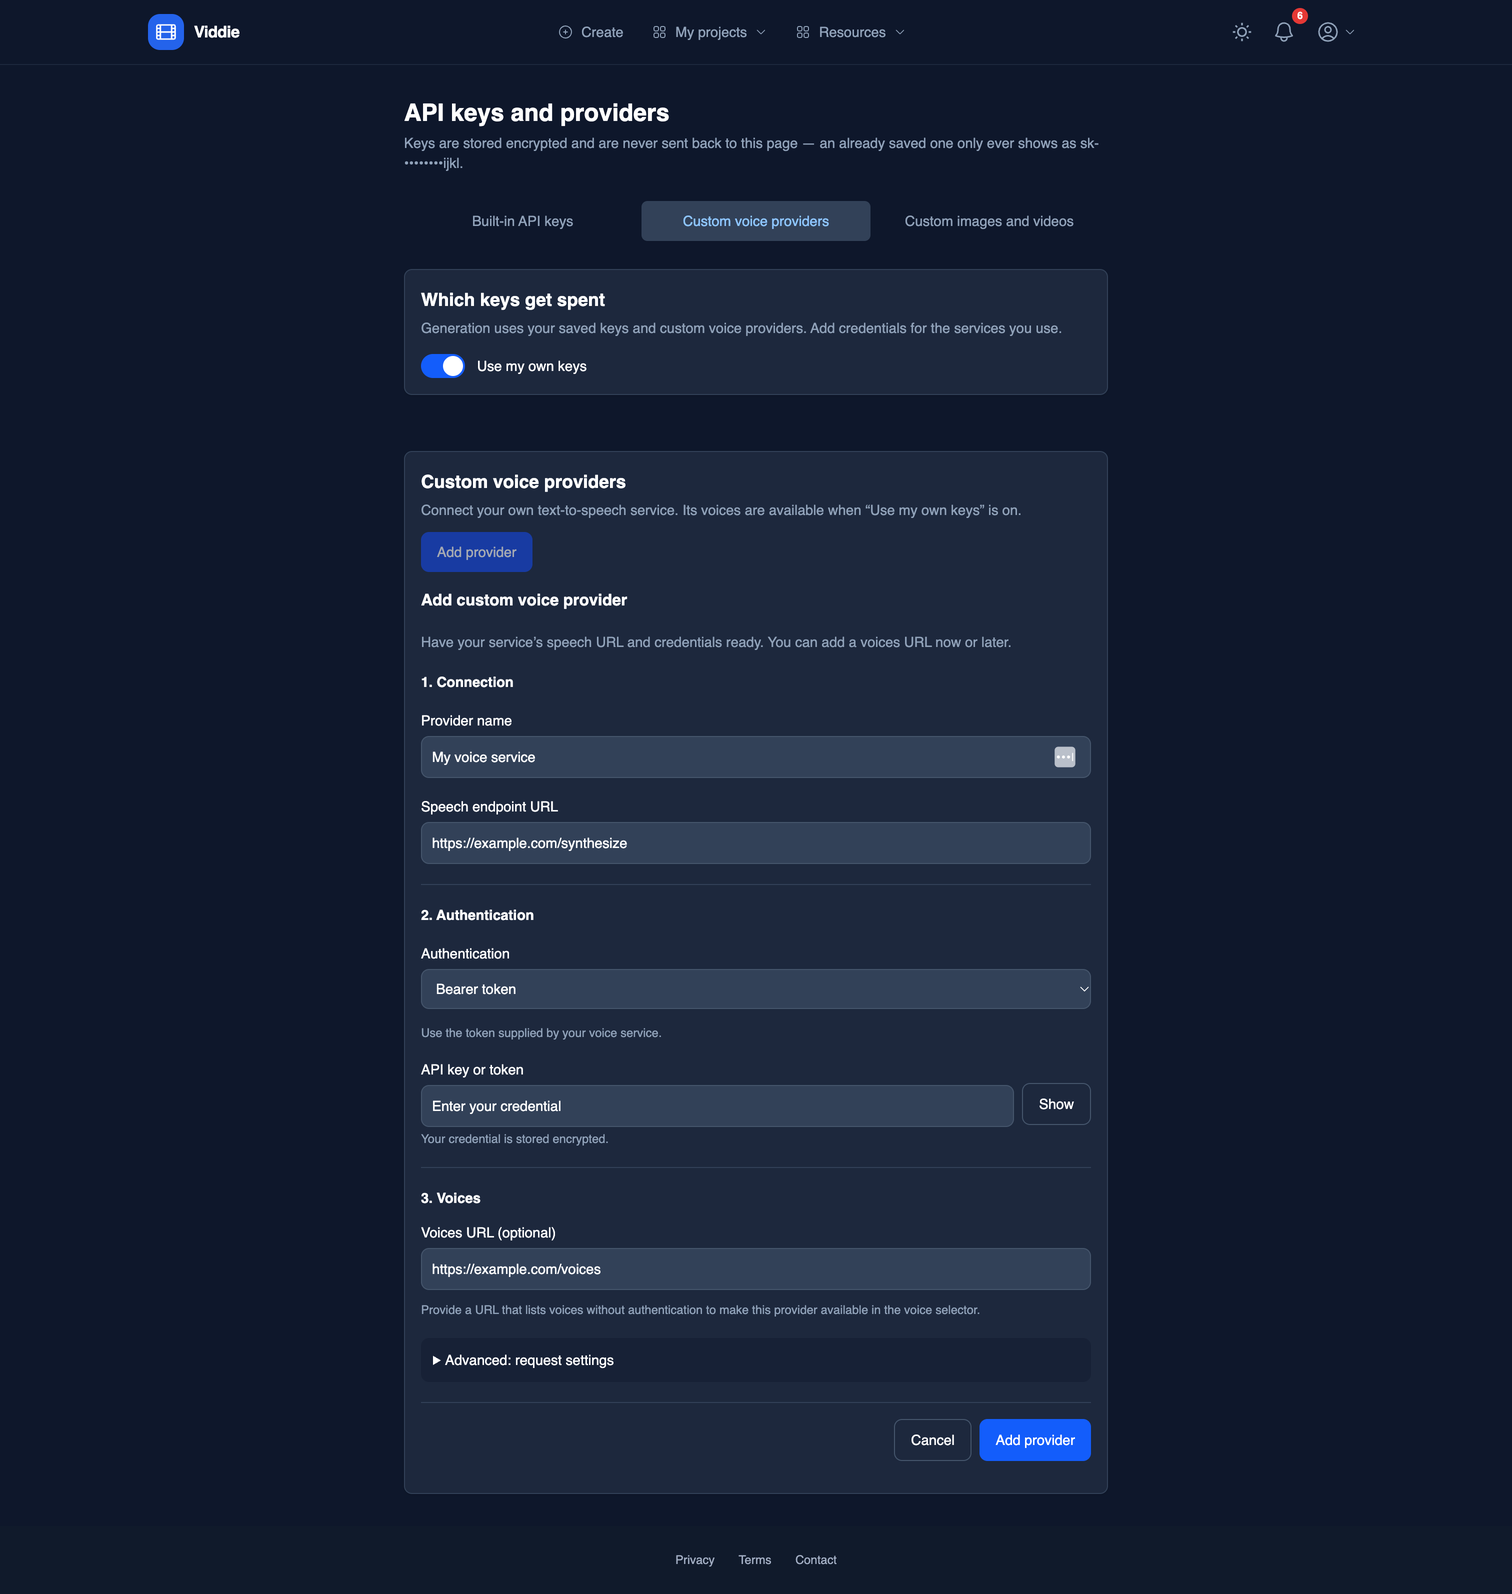 Viddie
Create
My projects
Resources
6
API keys and providers
Keys are stored encrypted and are never sent back to this page — an already saved one only ever shows as sk-
••••••••ijkl.
Built-in API keys
Custom voice providers
Custom images and videos
Which keys get spent
Generation uses your saved keys and custom voice providers. Add credentials for the services you use.
Use my own keys
Custom voice providers
Connect your own text-to-speech service. Its voices are available when “Use my own keys” is on.
Add provider
Add custom voice provider
Have your service’s speech URL and credentials ready. You can add a voices URL now or later.
1. Connection
Provider name
My voice service
Speech endpoint URL
https://example.com/synthesize
2. Authentication
Authentication
Bearer token
Use the token supplied by your voice service.
API key or token
Enter your credential
Show
Your credential is stored encrypted.
3. Voices
Voices URL (optional)
https://example.com/voices
Provide a URL that lists voices without authentication to make this provider available in the voice selector.
Advanced: request settings
Cancel
Add provider
Privacy
Terms
Contact